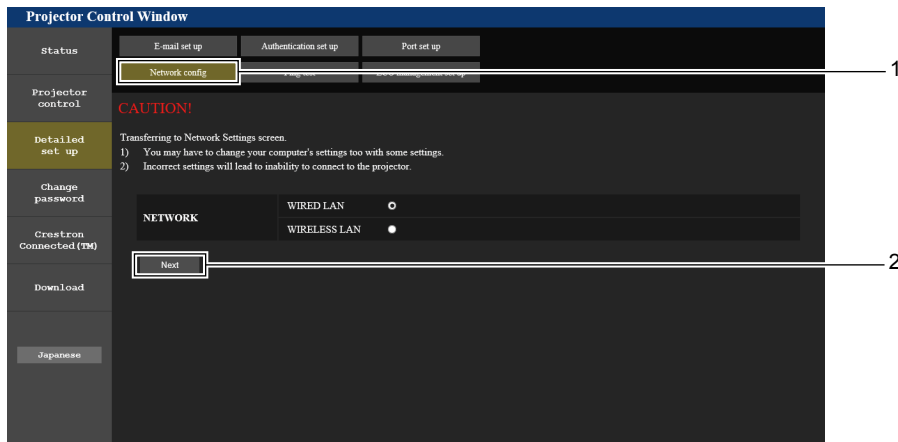 Projector Control Window
Status
E-mail set up
Authentication set up
Port set up
Network config
1
Projector
control
CAUTION!
Detailed
set up
Transferring to Network Settings screen.
1) You may have to change your computer's settings too with some settings.
2) Incorrect settings will lead to inability to connect to the projector.
Change
password
NETWORK
WIRED LAN
WIRELESS LAN
Crestron
Connected(TM)
Next
2
Download
Japanese